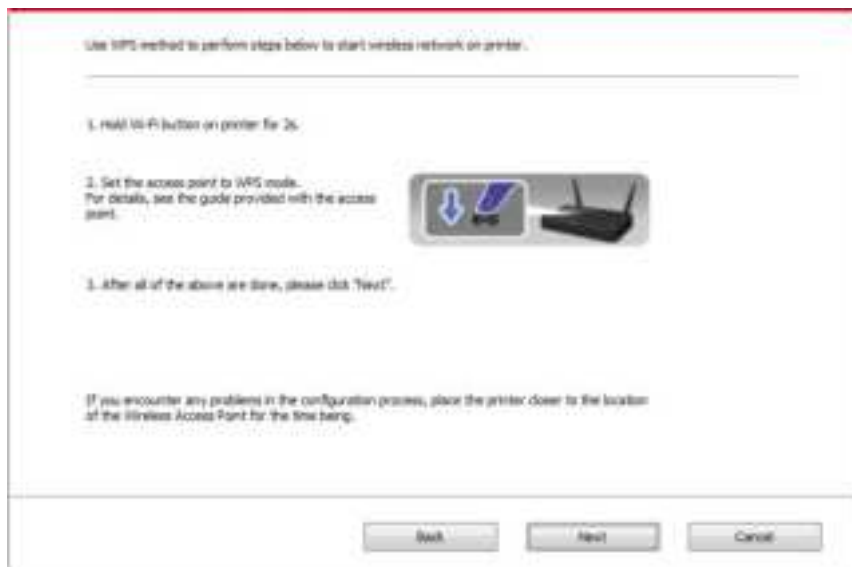 Use WPS method to perform steps below to start wireless network on printer.
1. Hold Wi-Fi button on printer for 2s.
2. Set the access point to WPS mode.
For details, see the guide provided with the access
point.
3. After all of the above are done, please click "Next".
If you encounter any problems in the configuration process, place the printer closer to the location
of the Wireless Access Point for the time being.
Back
Next
Cancel